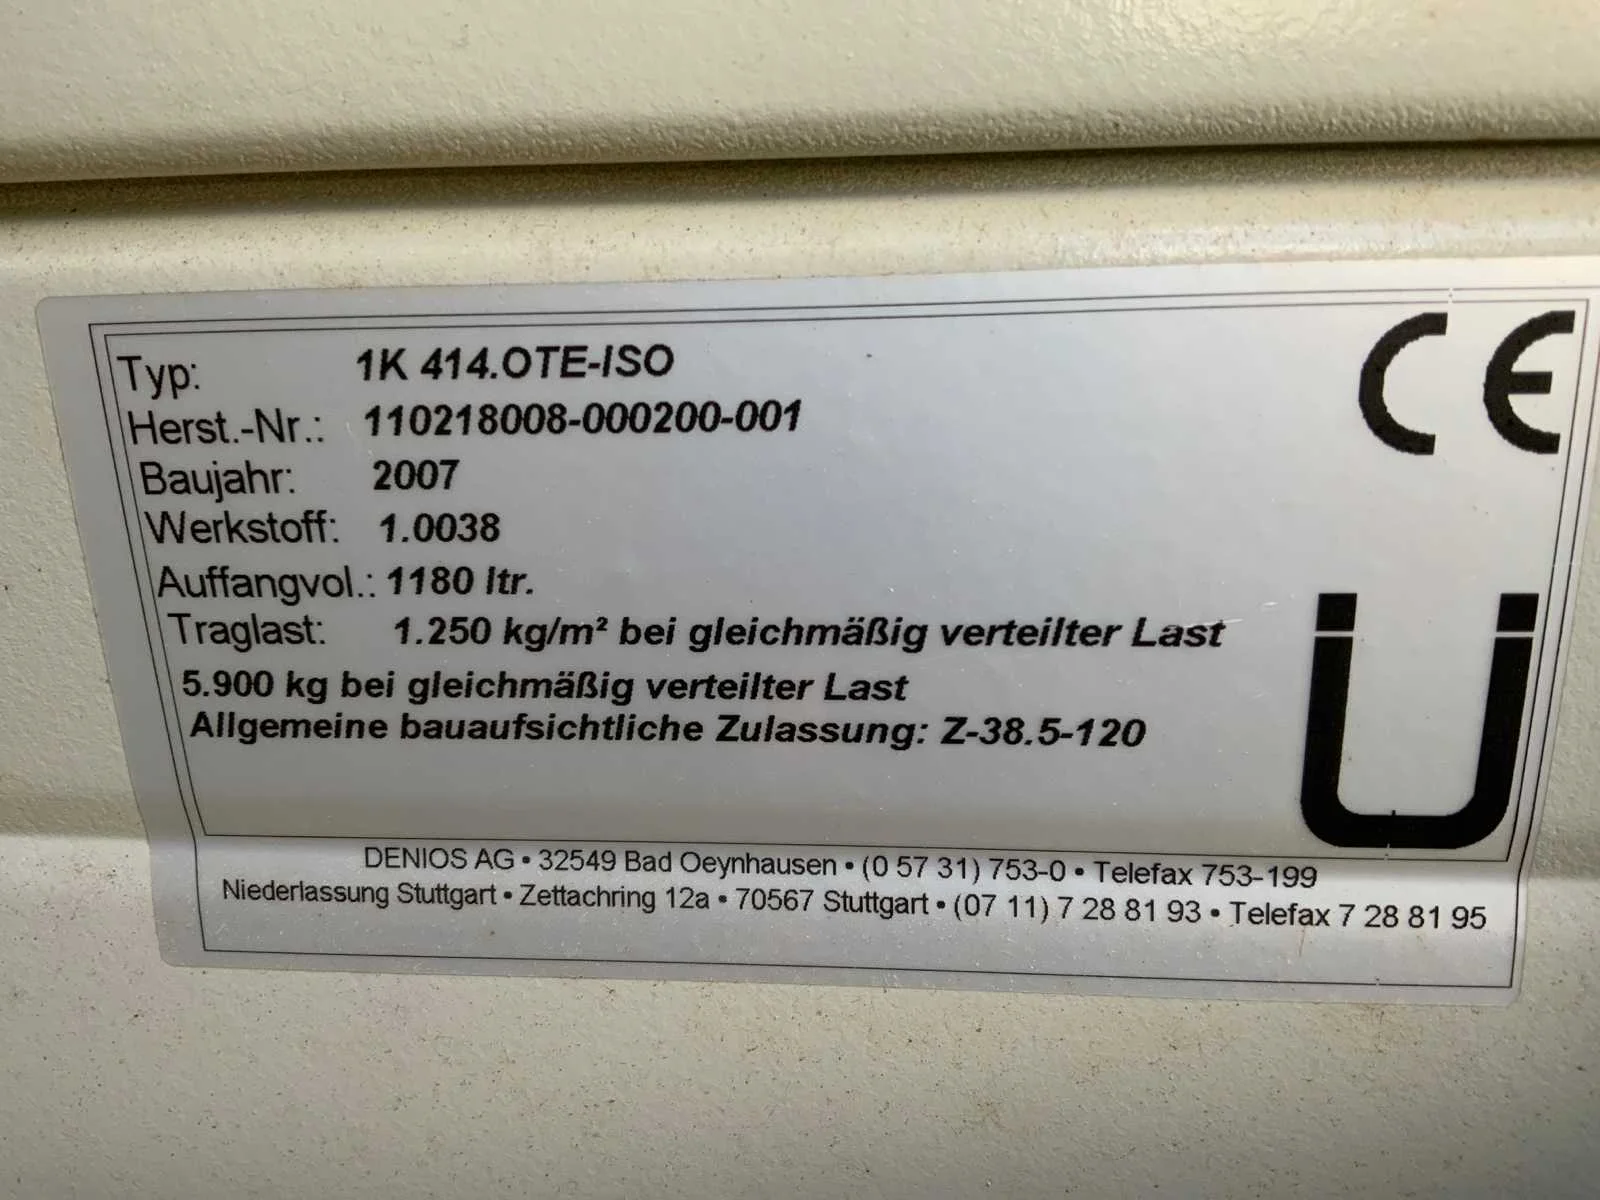 Typ: 1K 414.OTE-ISO
Herst.-Nr.: 110218008-000200-001
Baujahr: 2007
Werkstoff: 1.0038
Auffangvol.: 1180 ltr.
Traglast: 1.250 kg/m² bei gleichmäßig verteilter Last
5.900 kg bei gleichmäßig verteilter Last
Allgemeine bauaufsichtliche Zulassung: Z-38.5-120
CE
Ü
DENIOS AG • 32549 Bad Oeynhausen • (0 57 31) 753-0 • Telefax 753-199
Niederlassung Stuttgart • Zettachring 12a • 70567 Stuttgart • (07 11) 7 28 81 93 • Telefax 7 28 81 95